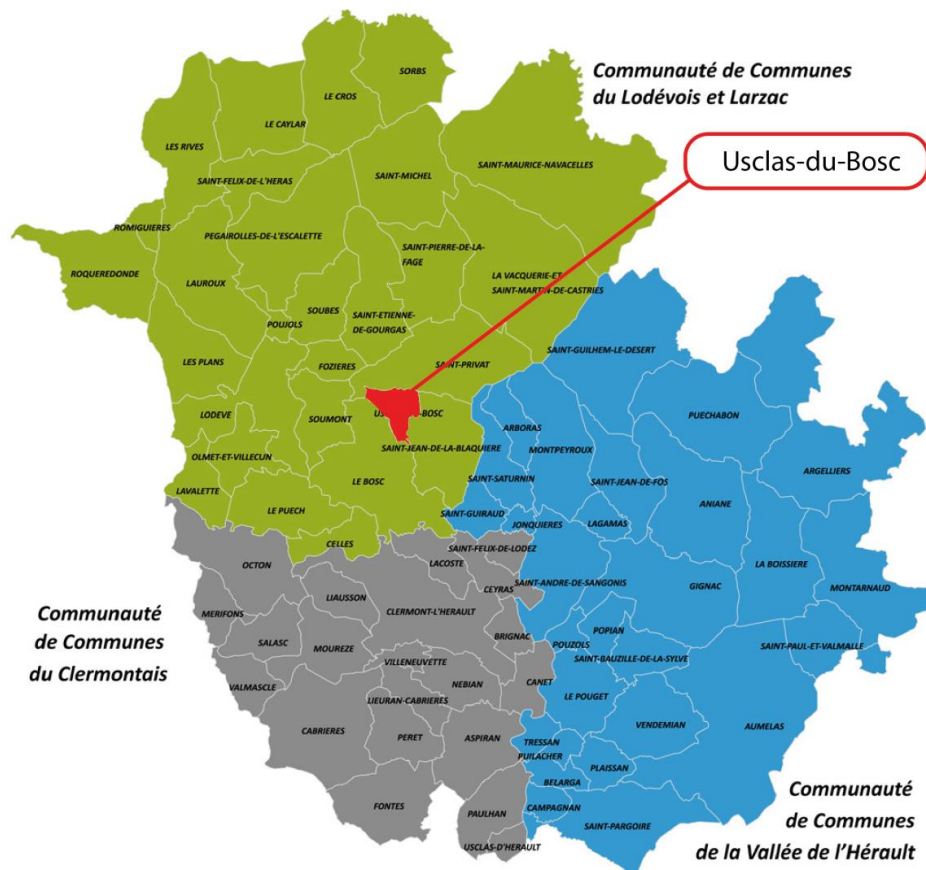 SORBS
Communauté de Communes
du Lodévois et Larzac
LE CROS
LE CAYLAR
LES RIVES
Usclas-du-Bosc
SAINT-MAURICE-NAVACELLES
SAINT-MICHEL
SAINT-FELIX-DE-L'HERAS
ROMIGUIERES
PEGAIROLLES-DE-L'ESCALETTE
SAINT-PIERRE-DE-LA-
FAGE
ROQUEREDONDE
LAUROUX
LA VACQUERIE-ET-
SAINT-MARTIN-DE-CASTRIES
SOUBES
SAINT-ETIENNE-
DE-GOURGAS
POUJOLS
SAINT-GUILHEM-LE-DESERT
LES PLANS
FOZIERES
SAINT-PRIVAT
LODEVE
SOUMONT
PUECHABON
ARBORAS
MONTPEYROUX
SAINT-JEAN-DE-LA-BLAQUIERE
OLMET-ET-VILLECUN
ARGELLIERS
SAINT-SATURNIN
SAINT-JEAN-DE-FOS
LE BOSC
LAVALETTE
ANIANE
LE PUECH
SAINT-GUIRAUD
JONQUIERES
LAGAMAS
CELLES
SAINT-FELIX-DE-LODEZ
OCTON
LACOSTE
LA BOISSIERE
CEYRAS
SAINT-ANDRE-DE-SANGONIS
GIGNAC
MONTARNAUD
LIAUSSON
Communauté
de Communes
du Clermontais
MERIFONS
CLERMONT-L'HERAULT
POPIAN
BRIGNAC
SALASC
MOUREZE
POUZOLS
SAINT-PAUL-ET-VALMALLE
SAINT-BAUZILLE-DE-LA-SYLVE
VILLENEUVETTE
VALMASCLE
NEBIAN
CANET
LIEURAN-CABRIERES
LE POUGET
VENDEMIAN
AUMELAS
CABRIERES
PERET
ASPIRAN
TRESSAN
PUILACHER
PLAISSAN
BELARGA
Communauté
de Communes
de la Vallée de l'Hérault
FONTES
PAULHAN
CAMPAGNAN
SAINT-PARGOIRE
USCLAS-D'HERAULT